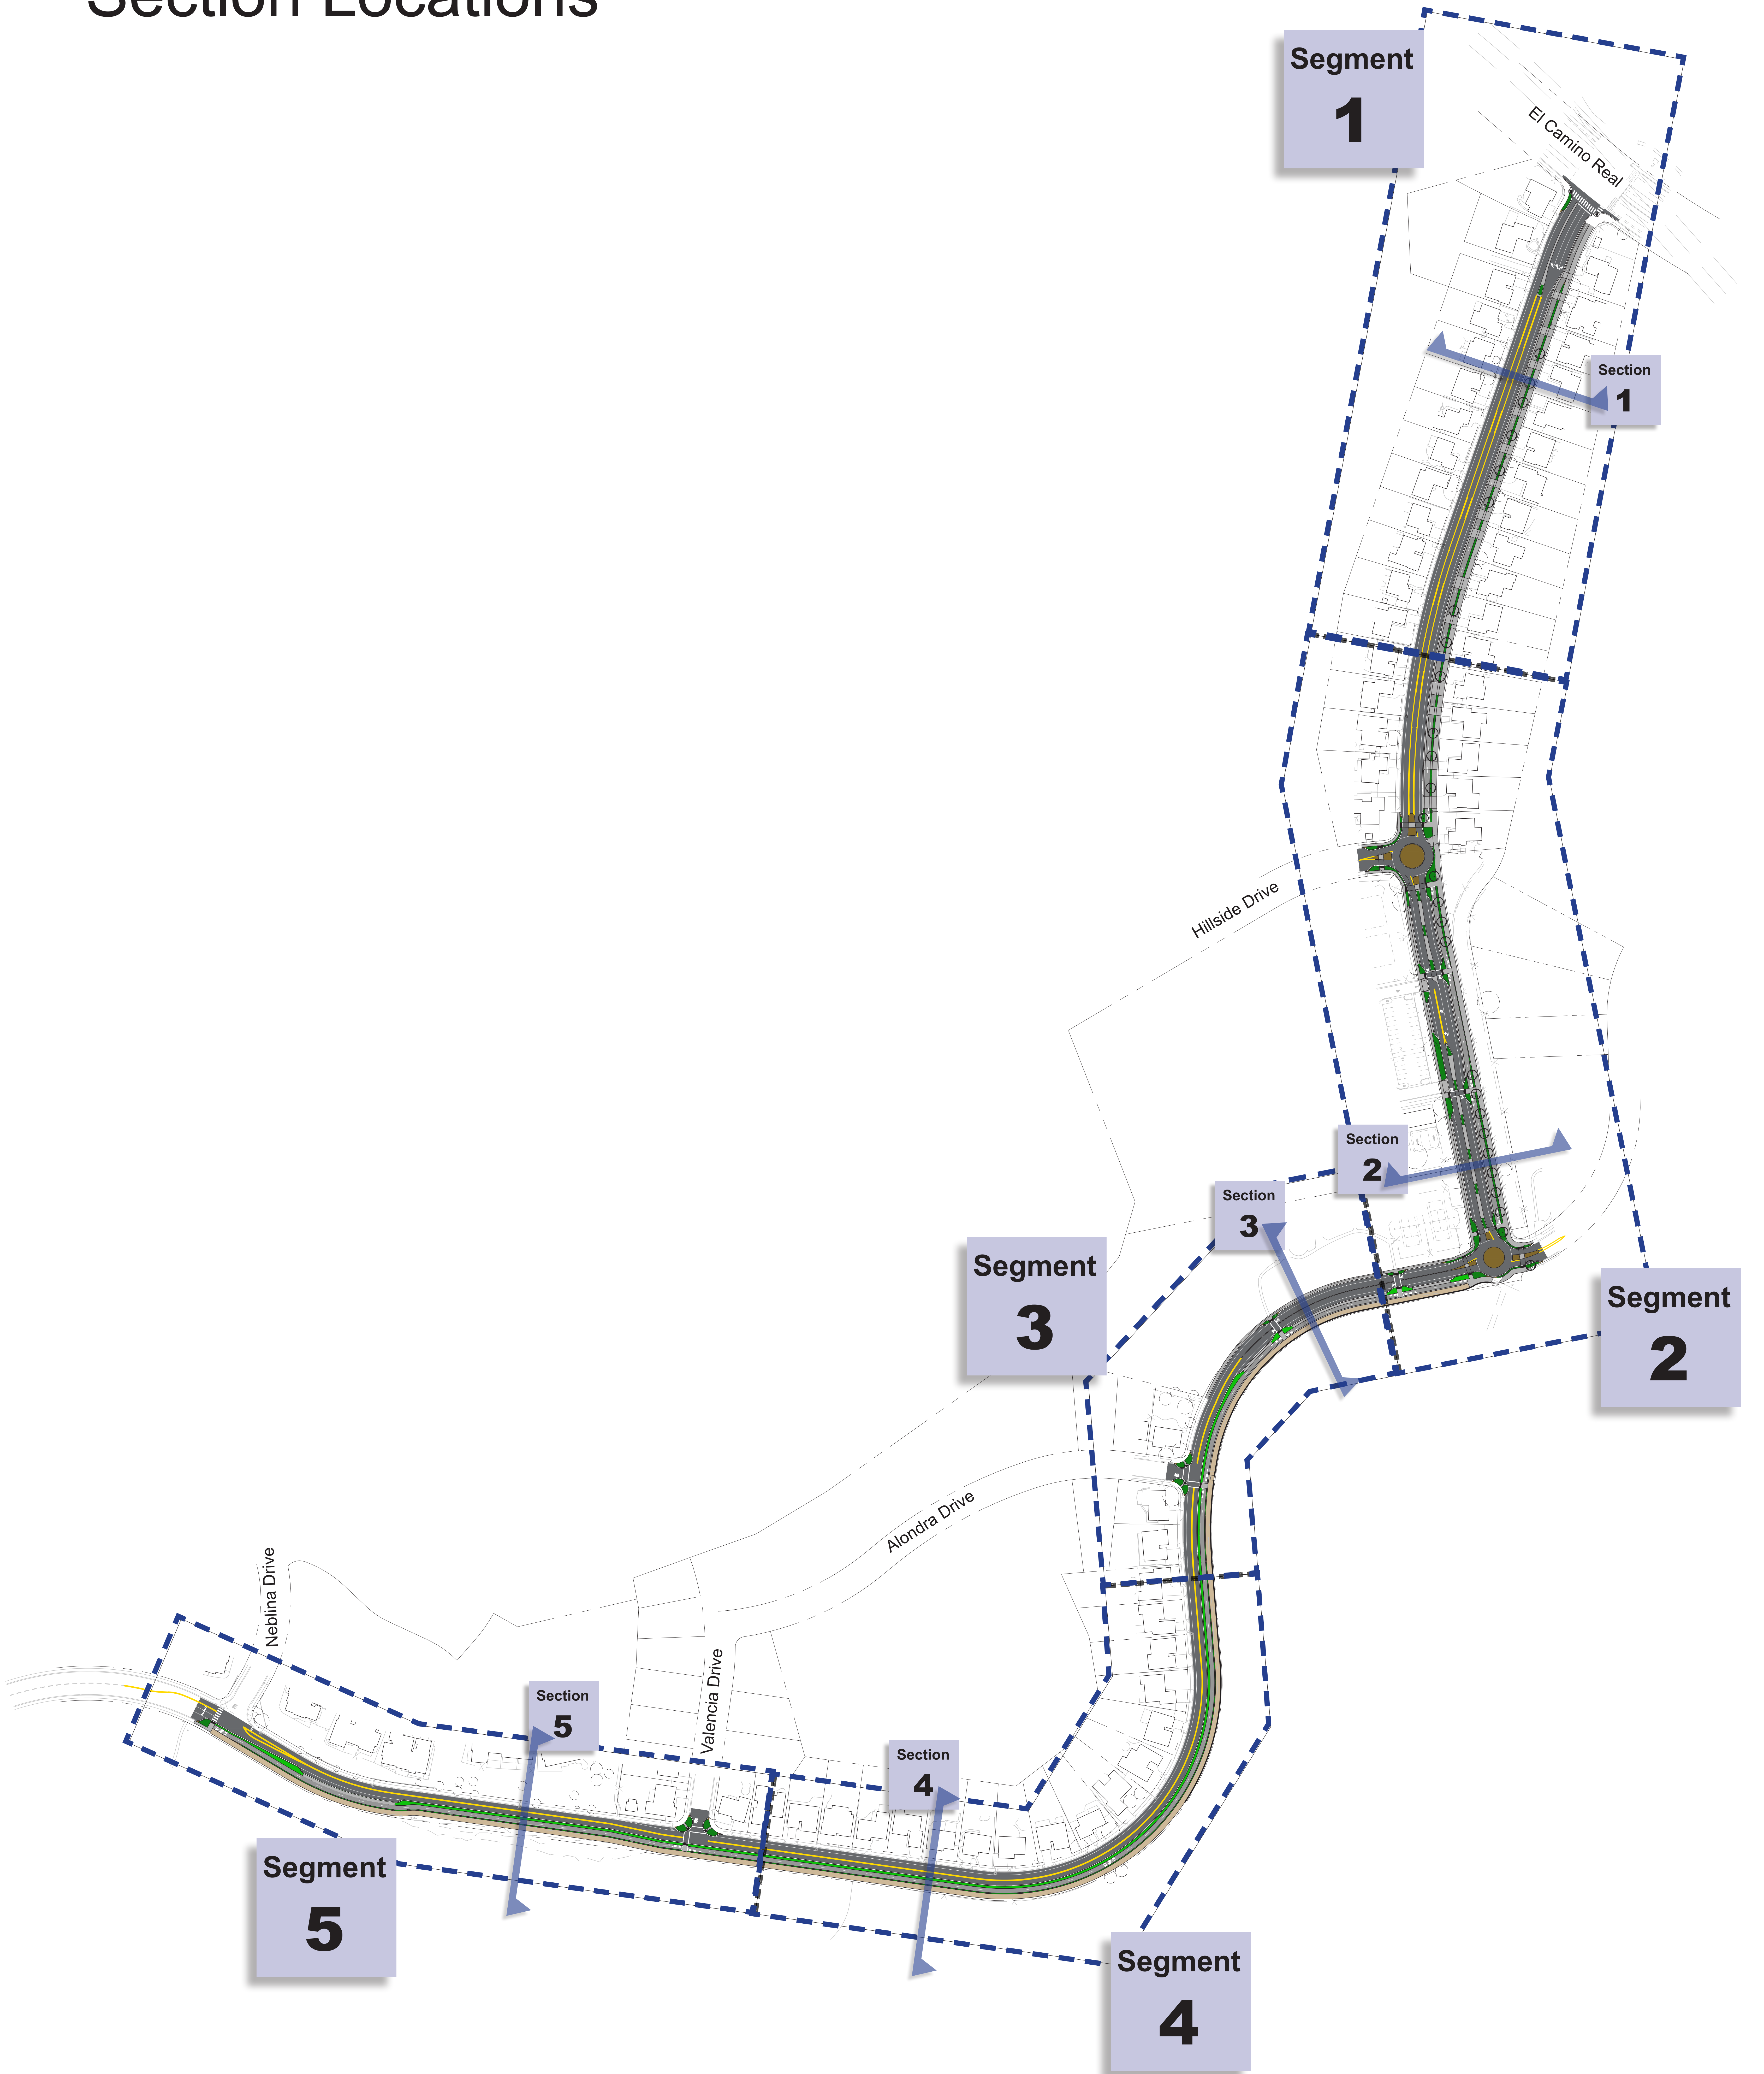 Section Locations
Segment
1
El Camino Real
Section
1
Hillside Drive
Section
2
Section
3
Segment
3
Segment
2
Alondra Drive
Neblina Drive
Valencia Drive
Section
5
Section
4
Segment
5
Segment
4